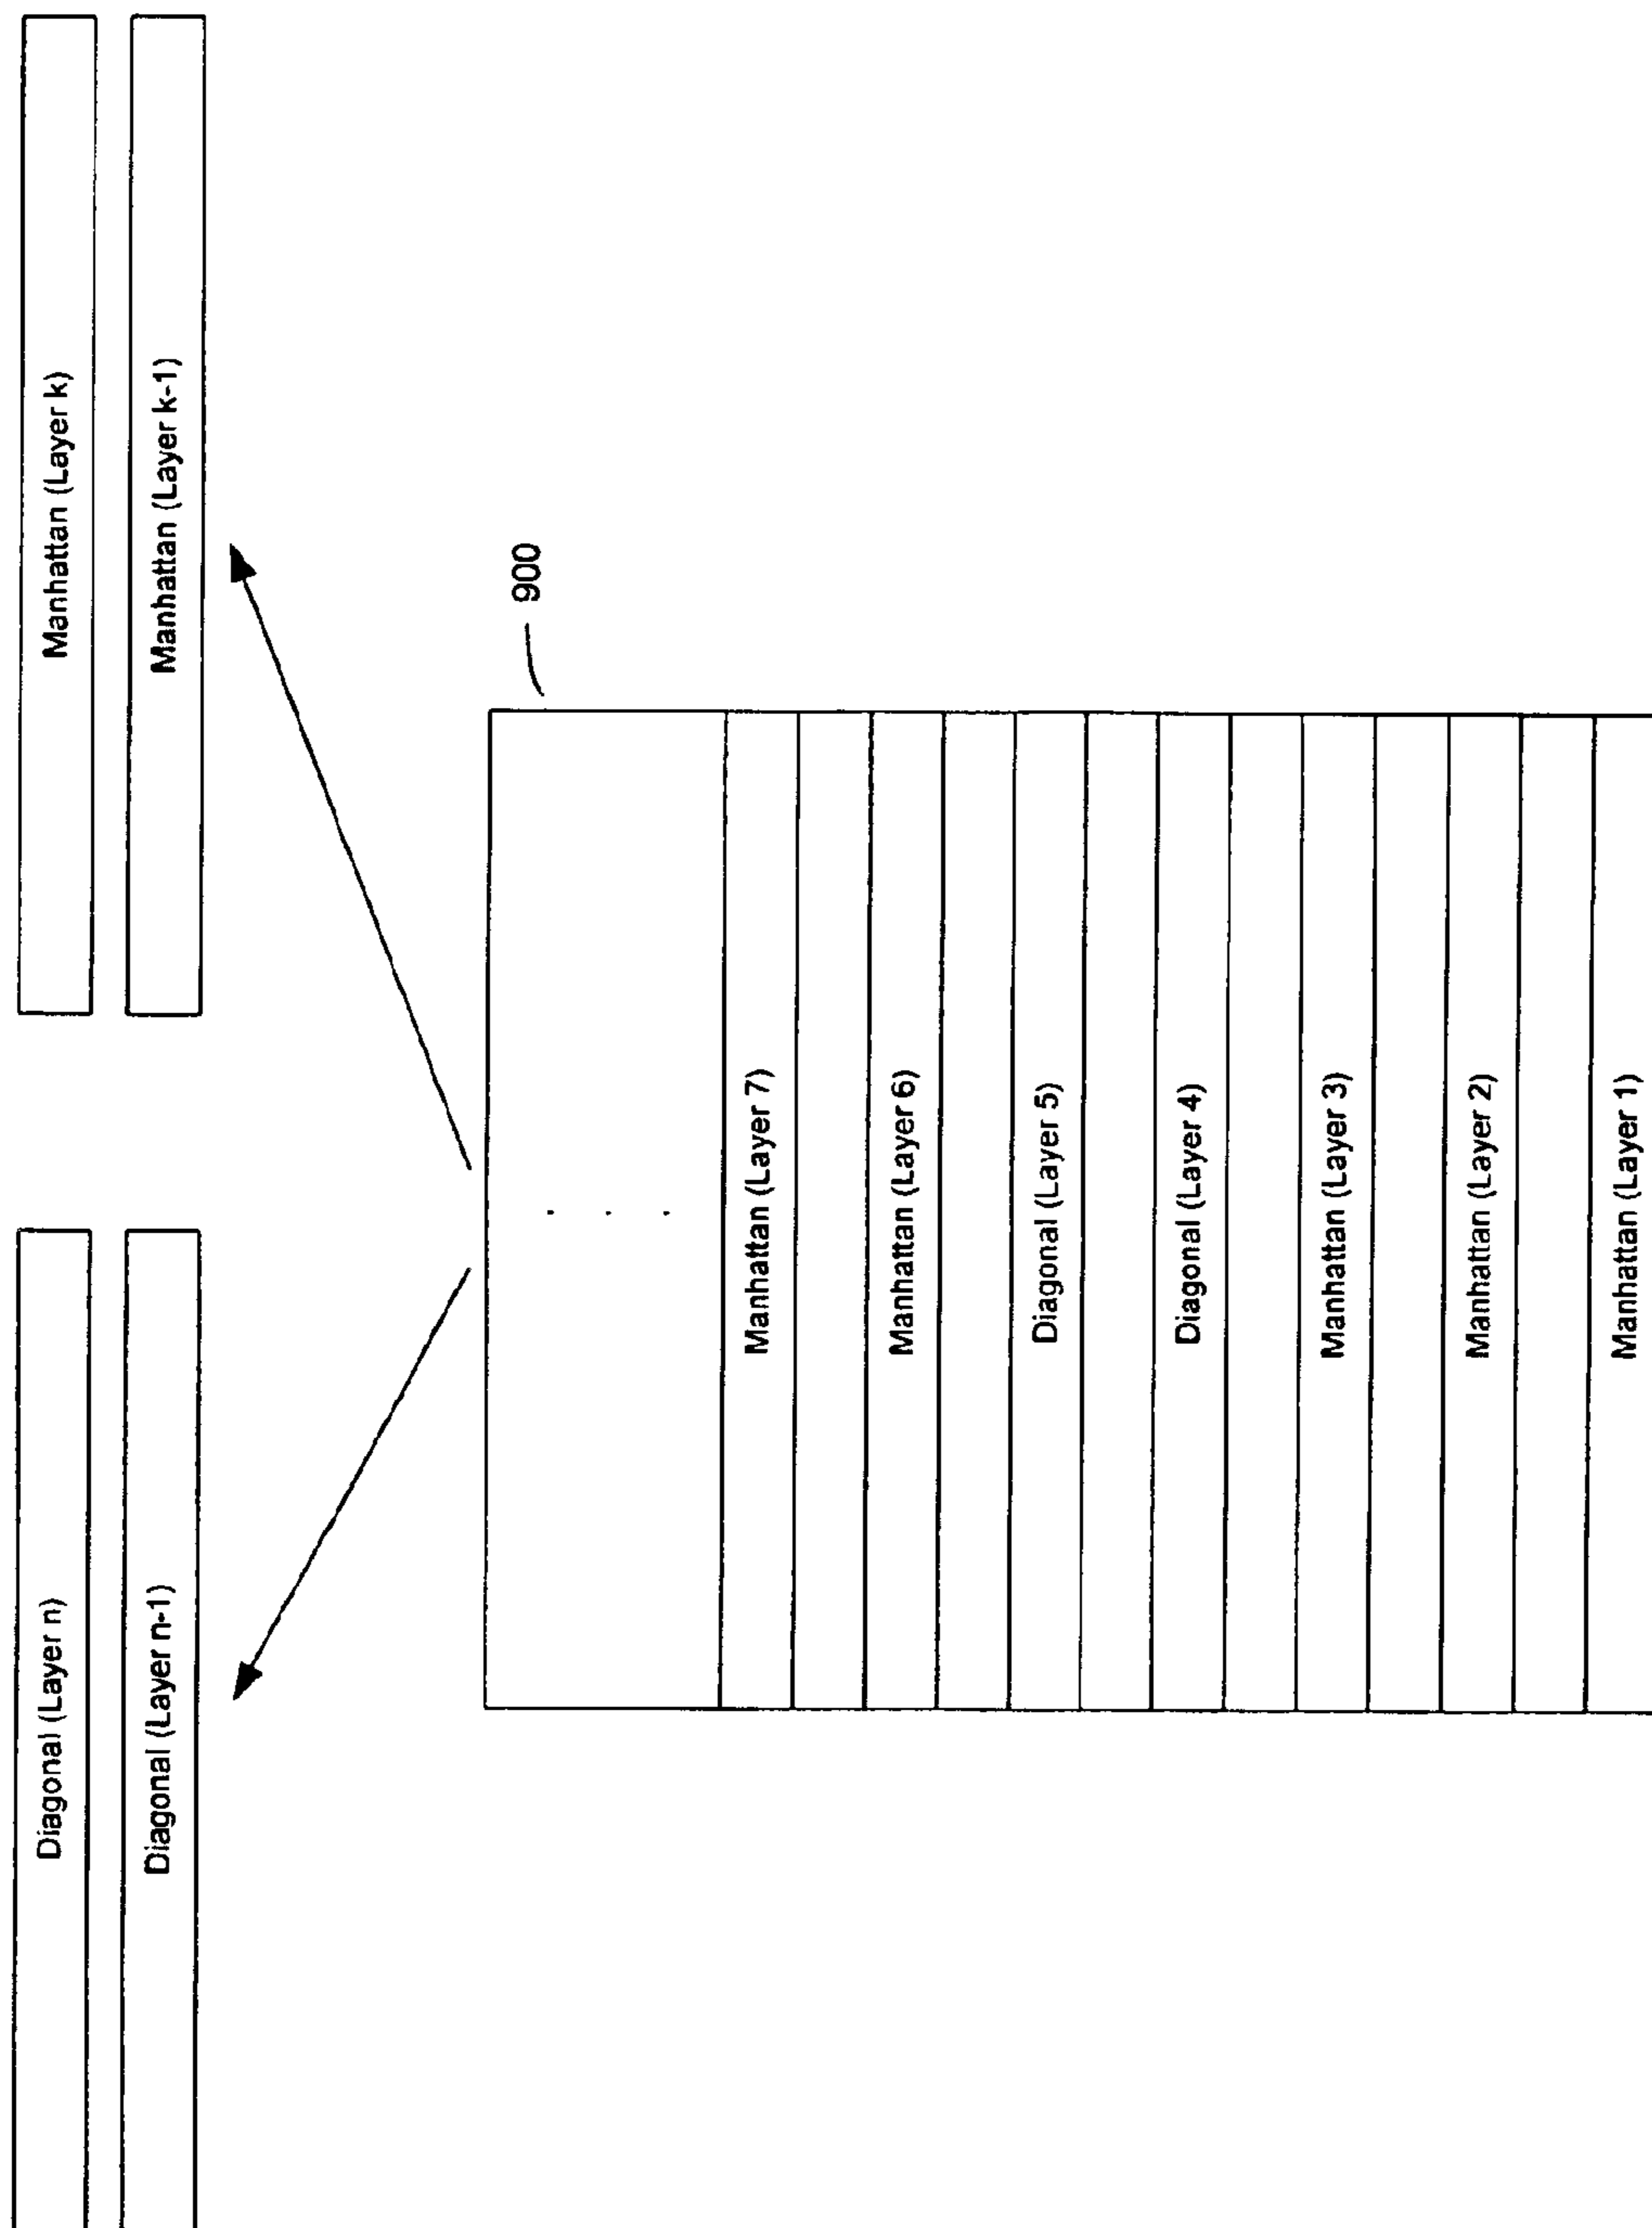 Diagonal (Layer n)
Diagonal (Layer n-1)
Manhattan (Layer k)
Manhattan (Layer k-1)
900
. . .
Manhattan (Layer 7)
Manhattan (Layer 6)
Diagonal (Layer 5)
Diagonal (Layer 4)
Manhattan (Layer 3)
Manhattan (Layer 2)
Manhattan (Layer 1)